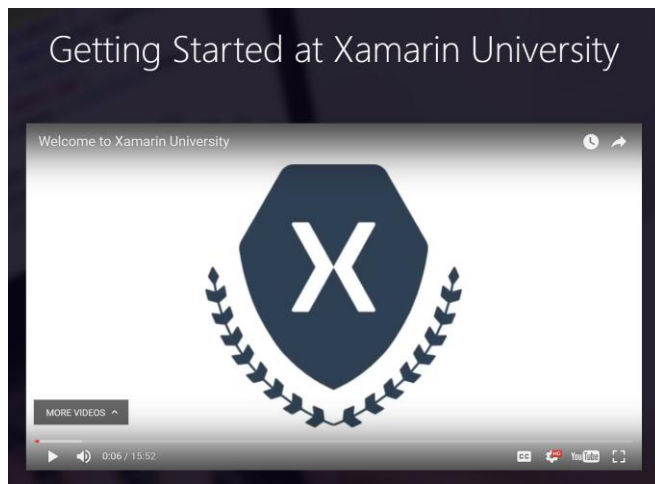 Getting Started at Xamarin University
Welcome to Xamarin University
X
MORE VIDEOS
0:06 / 15:52
CC HD YouTube